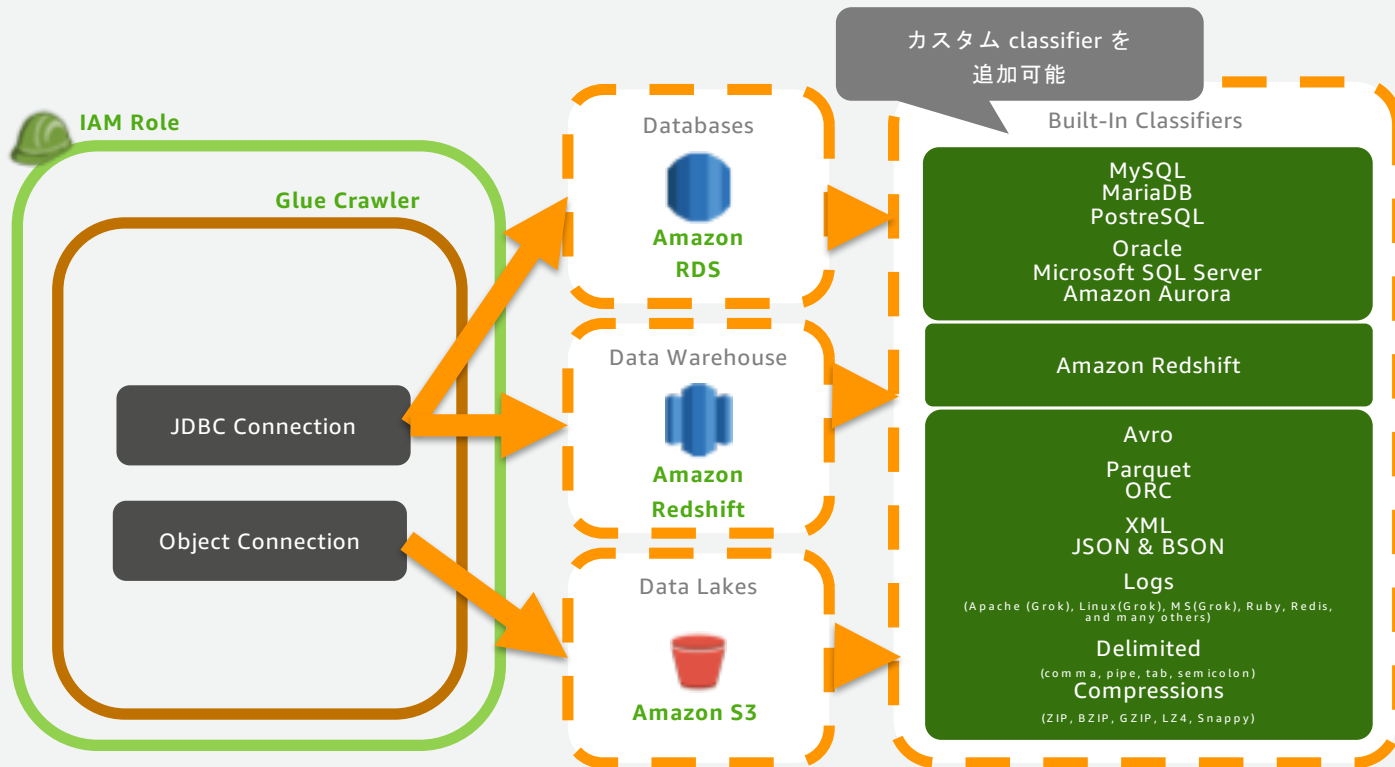 カスタム classifier を
追加可能
IAM Role
Glue Crawler
JDBC Connection
Object Connection
Databases
Amazon
RDS
Data Warehouse
Amazon
Redshift
Data Lakes
Amazon S3
Built-In Classifiers
MySQL
MariaDB
PostreSQL
Oracle
Microsoft SQL Server
Amazon Aurora
Amazon Redshift
Avro
Parquet
ORC
XML
JSON & BSON
Logs
(Apache (Grok), Linux(Grok), MS(Grok), Ruby, Redis,
and many others)
Delimited
(comma, pipe, tab, semicolon)
Compressions
(ZIP, BZIP, GZIP, LZ4, Snappy)